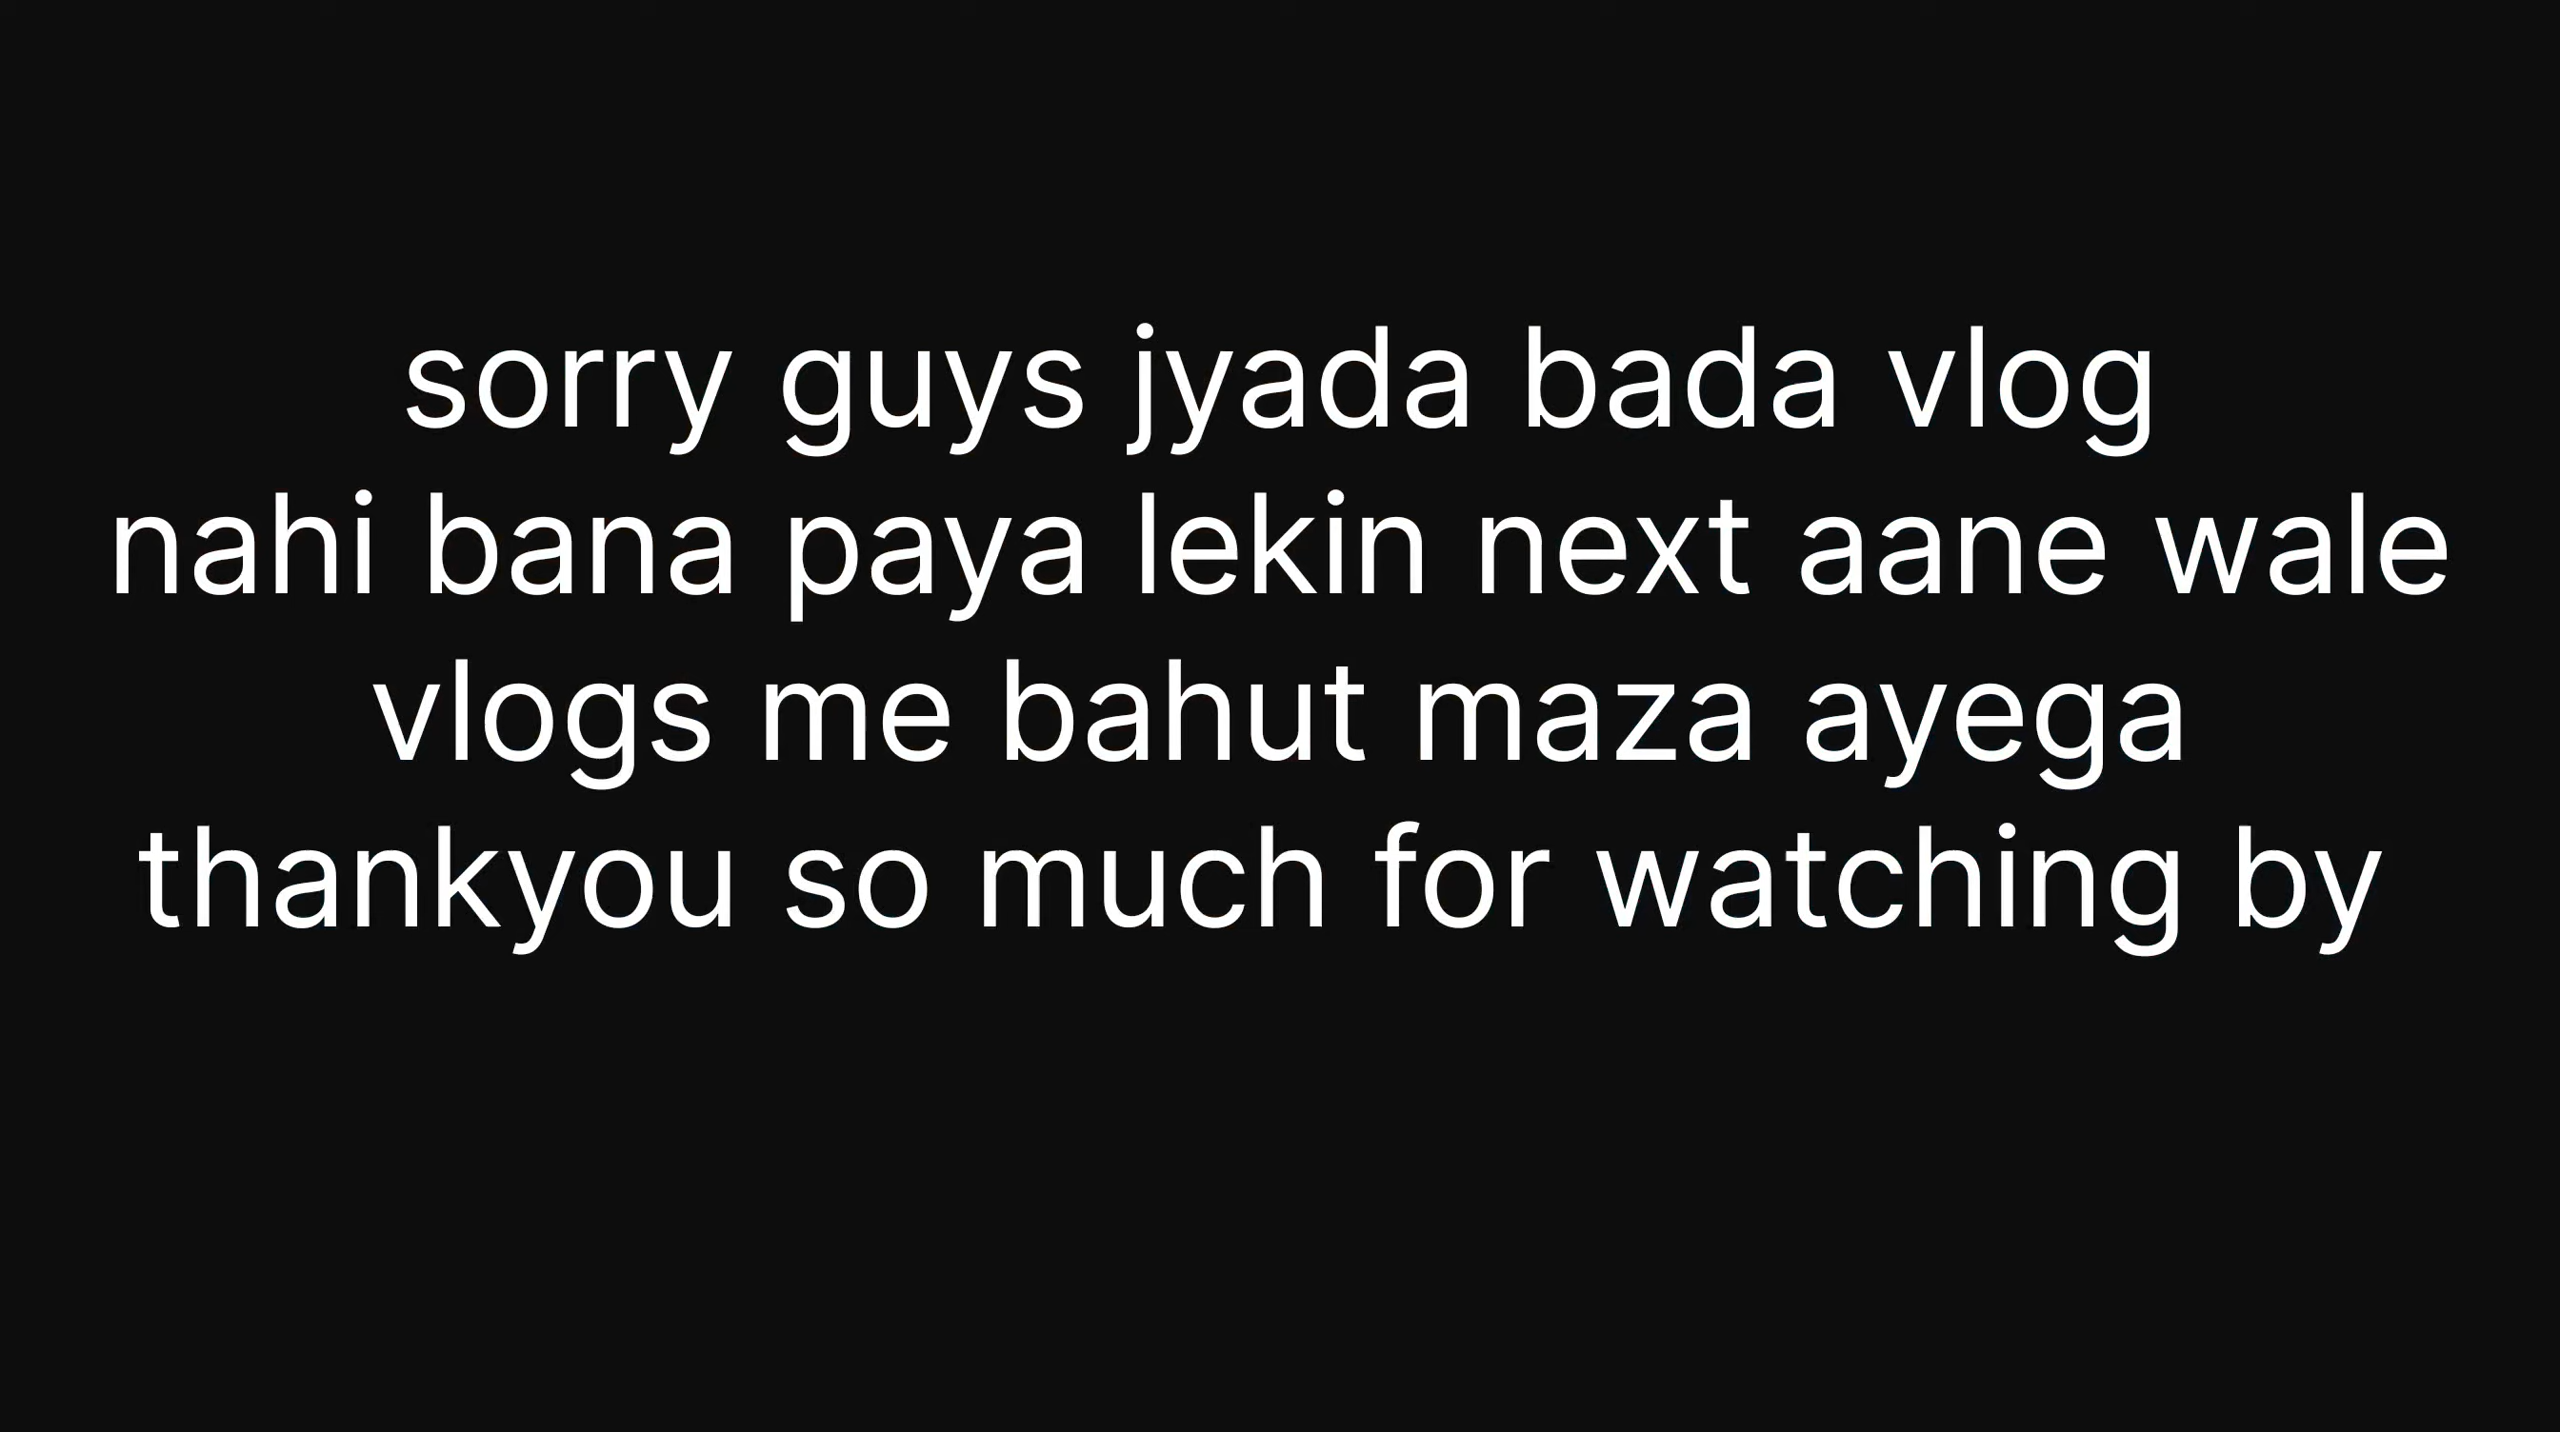 sorry guys jyada bada vlog
nahi bana paya lekin next aane wale
vlogs me bahut maza ayega
thankyou so much for watching by